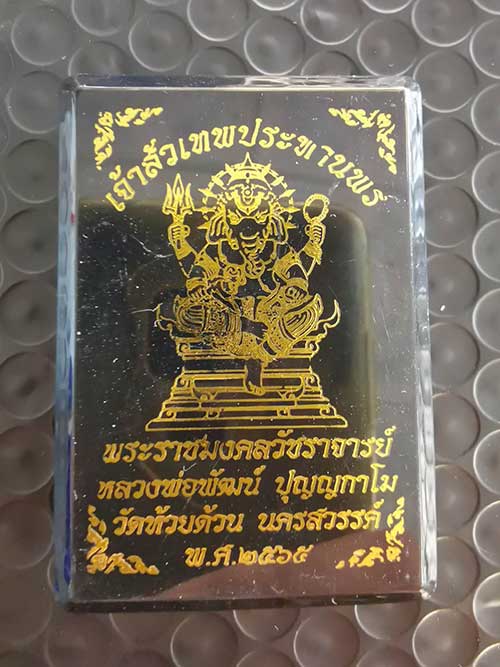 เจ้าสัวเทพประทานพร
พระราชมงคลวัชราจารย์
หลวงพ่อพัฒน์ ปุญญกาโม
วัดห้วยด้วน นครสวรรค์
พ.ศ.๒๕๖๕